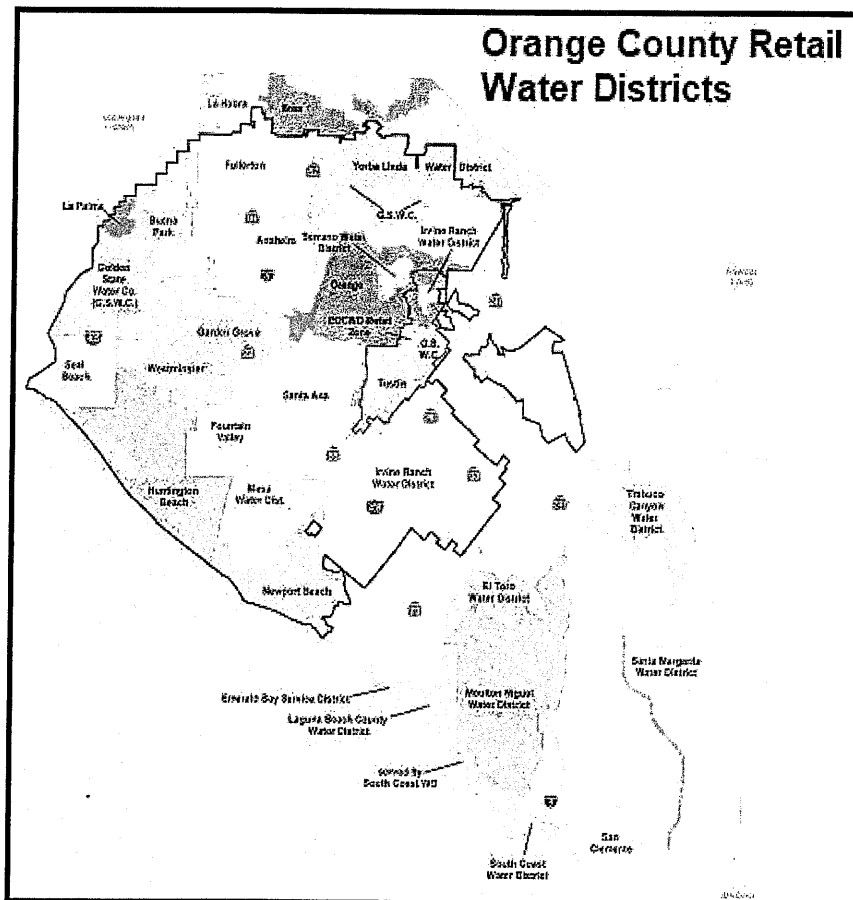 Orange County Retail
Water Districts
La Habra
Brea
Fullerton
Yorba Linda Water District
La Palma
Buena
Park
G.S.W.C.
Anaheim
Serrano Water
District
Irvine Ranch
Water District
Golden
State
Water Co.
(G.S.W.C.)
Orange
EOCWD Retail
Zone
Garden Grove
G.S.
W.C.
Seal
Beach
Westminster
Tustin
Santa Ana
Fountain
Valley
Irvine Ranch
Water District
Huntington
Beach
Mesa
Water Dist.
Trabuco
Canyon
Water
District
Newport Beach
El Toro
Water District
Santa Margarita
Water District
Emerald Bay Service District
Moulton Niguel
Water District
Laguna Beach County
Water District
Served by
South Coast WD
San
Clemente
South Coast
Water District